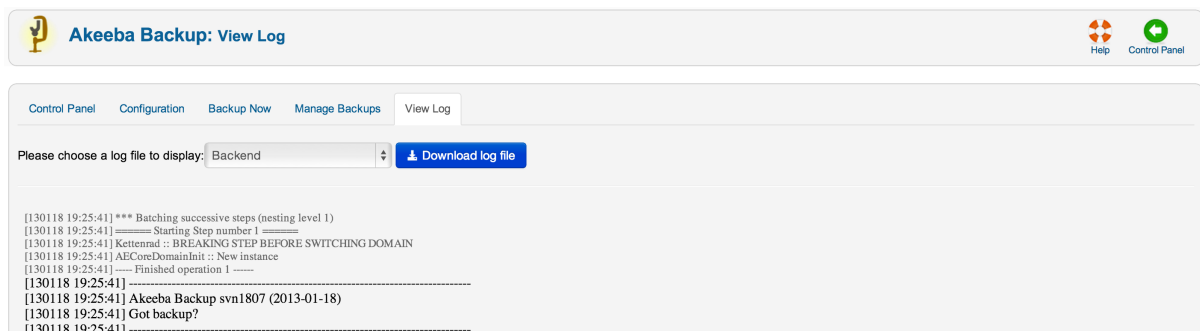 Akeeba Backup: View Log
Help
Control Panel
Control Panel
Configuration
Backup Now
Manage Backups
View Log
Please choose a log file to display:
Backend
Download log file
[130118 19:25:41] *** Batching successive steps (nesting level 1)
[130118 19:25:41] ====== Starting Step number 1 ======
[130118 19:25:41] Kettenrad :: BREAKING STEP BEFORE SWITCHING DOMAIN
[130118 19:25:41] AECoreDomainInit :: New instance
[130118 19:25:41] ----- Finished operation 1 ------
[130118 19:25:41] --------------------------------------------------------------------------------
[130118 19:25:41] Akeeba Backup svn1807 (2013-01-18)
[130118 19:25:41] Got backup?
[130118 19:25:41] --------------------------------------------------------------------------------